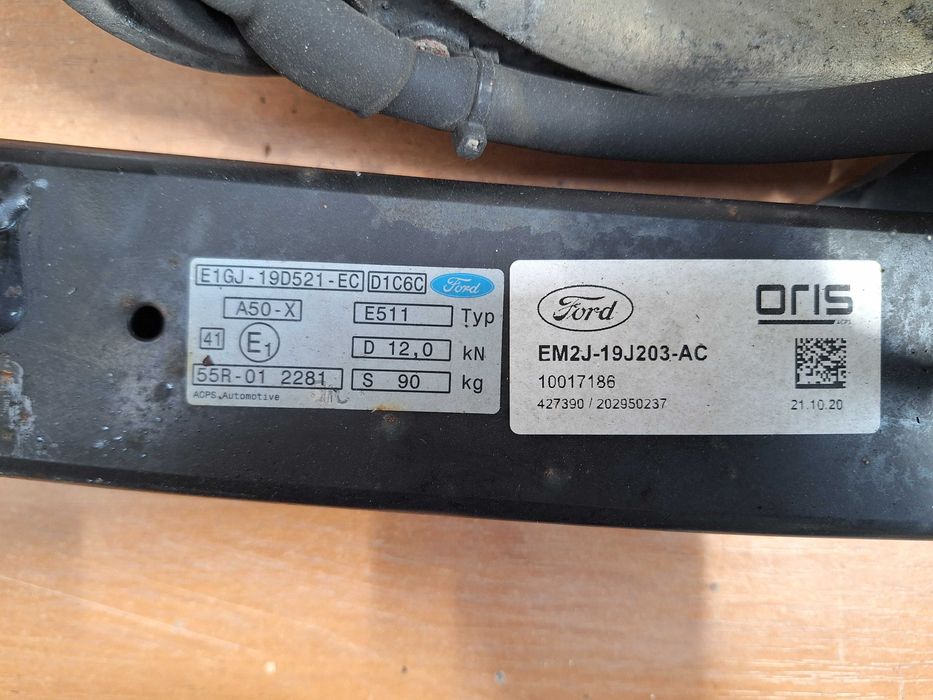 E1GJ-19D521-EC D1C6C Ford
A50-X E511 Typ
41 E1 D 12,0 kN
55R-01 2281 S 90 kg
ACPS Automotive
Ford ORIS
ACPS
EM2J-19J203-AC
10017186
427390 / 202950237 21.10.20